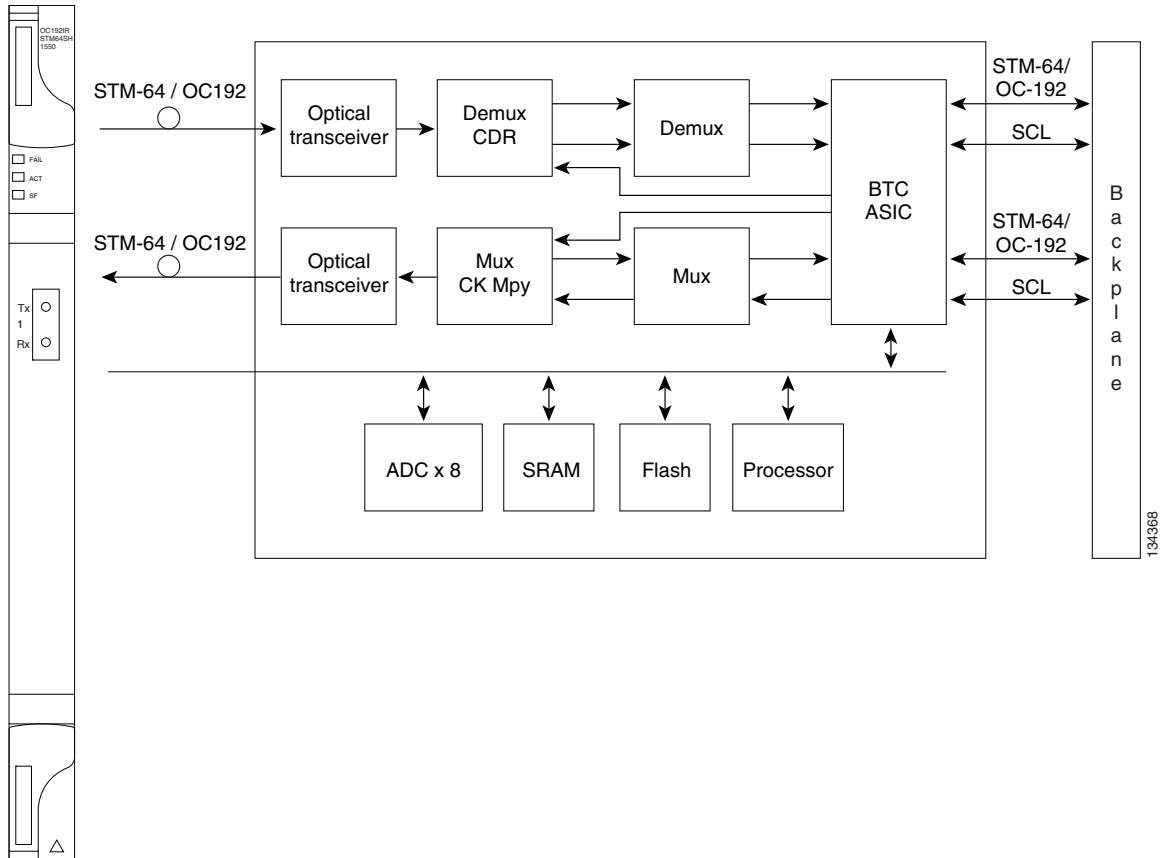 OC192IR
STM64SH
1550
FAIL
ACT
SF
Tx
1
Rx
STM-64 / OC192
Optical
transceiver
Demux
CDR
Demux
BTC
ASIC
STM-64/
OC-192
SCL
STM-64 / OC192
Optical
transceiver
Mux
CK Mpy
Mux
STM-64/
OC-192
SCL
Backplane
ADC x 8
SRAM
Flash
Processor
134368